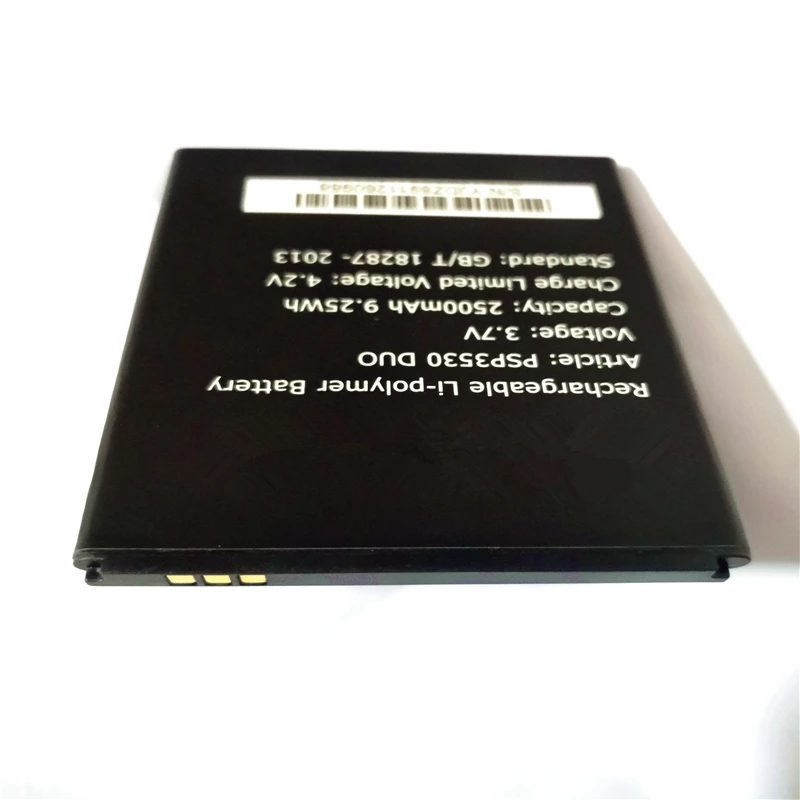 Rechargeable Li-polymer Battery
Article: PSP3530 DUO
Voltage: 3.7V
Capacity: 2500mAh 9.25Wh
Charge Limited Voltage: 4.2V
Standard: GB/T 18287- 2013
S/N: